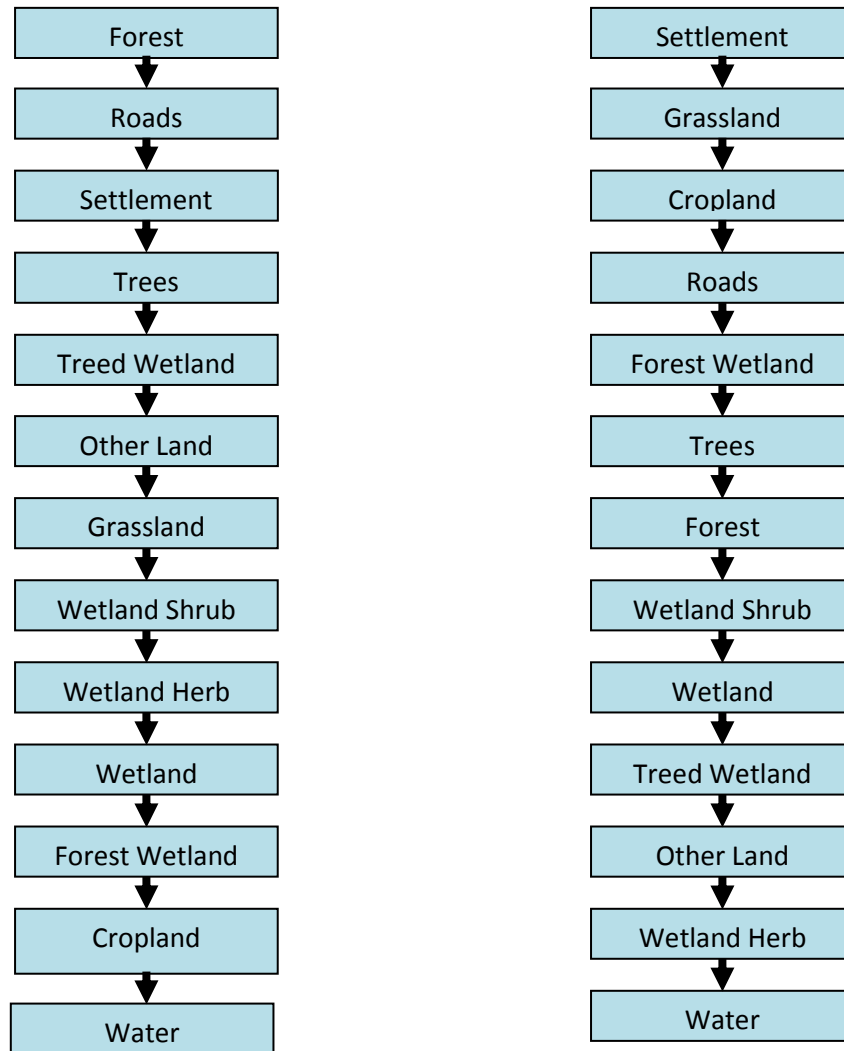 Forest
Roads
Settlement
Trees
Treed Wetland
Other Land
Grassland
Wetland Shrub
Wetland Herb
Wetland
Forest Wetland
Cropland
Water
Settlement
Grassland
Cropland
Roads
Forest Wetland
Trees
Forest
Wetland Shrub
Wetland
Treed Wetland
Other Land
Wetland Herb
Water